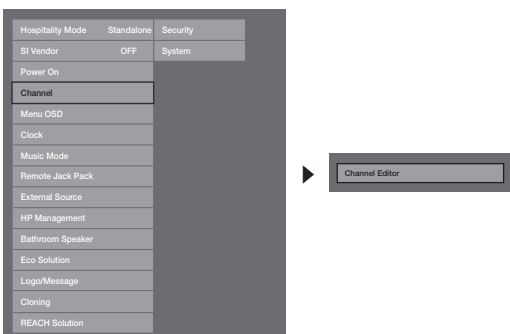 Hospitality Mode Standalone Security
SI Vendor OFF System
Power On
Channel
Menu OSD
Clock
Music Mode
Remote Jack Pack
External Source
HP Management
Bathroom Speaker
Eco Solution
Logo/Message
Cloning
REACH Solution
Channel Editor